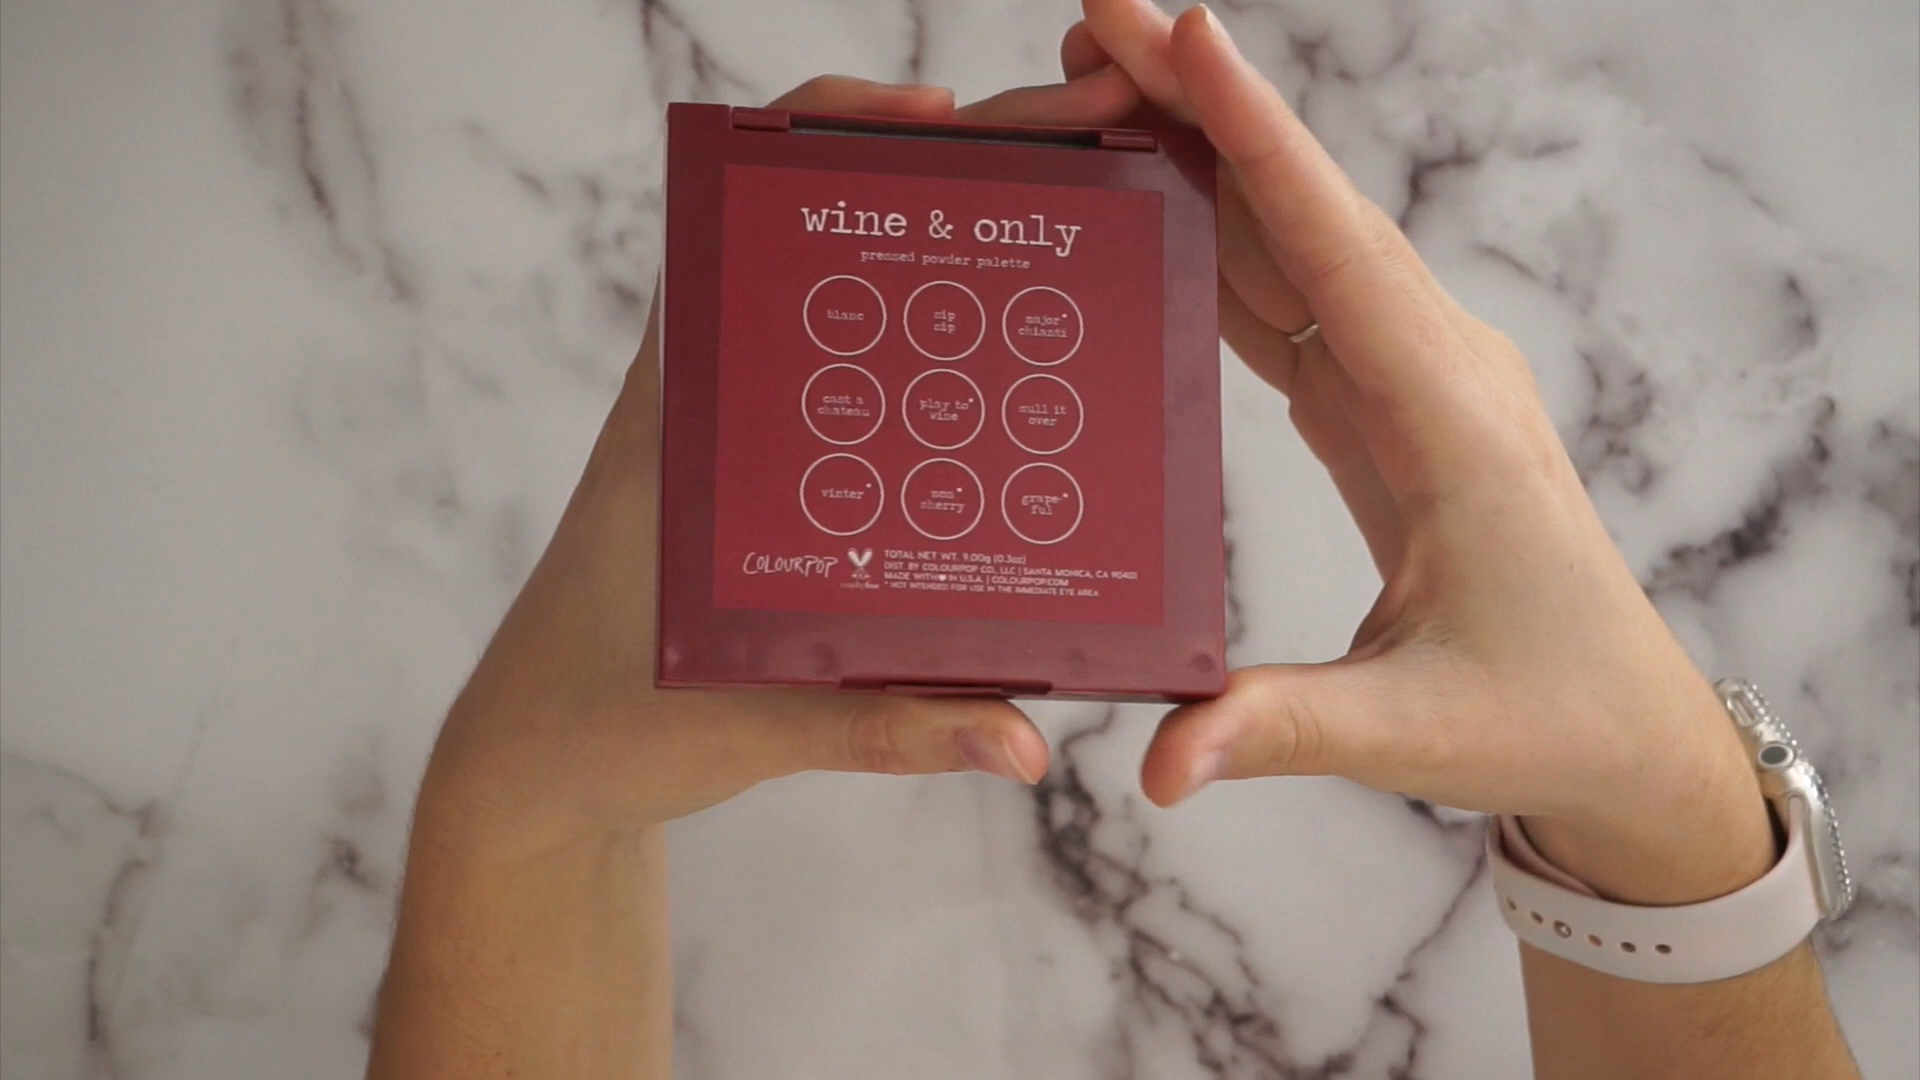 wine & only
pressed powder palette
blanc
sip
sip
major*
chianti
cast a
chateau
play to*
wine
mull it
over
vinter*
mon*
sherry
grape-*
ful
COLOURPOP
cruelty free
TOTAL NET WT. 9.00g (0.3oz)
DIST. BY COLOURPOP CO., LLC | SANTA MONICA, CA 90401
MADE WITH ♥ IN U.S.A. | COLOURPOP.COM
* NOT INTENDED FOR USE IN THE IMMEDIATE EYE AREA